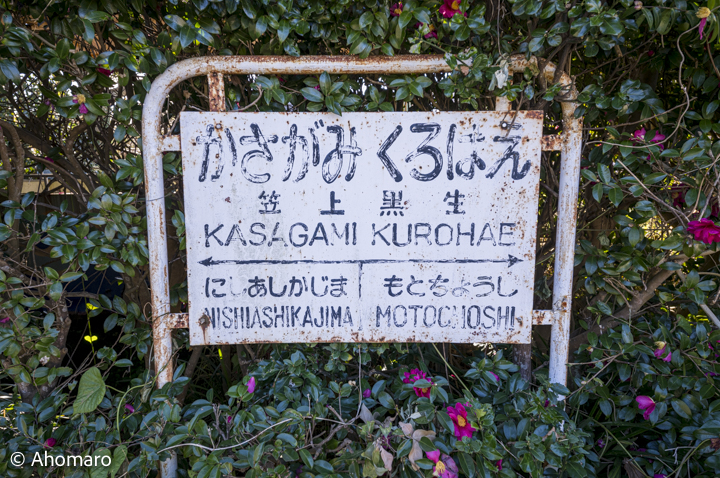 かさがみ くろはえ
笠上 黒生
KASAGAMI KUROHAE
にしあしかじま もとちょうし
NISHIASHIKAJIMA MOTOCHOSHI
© Ahomaro